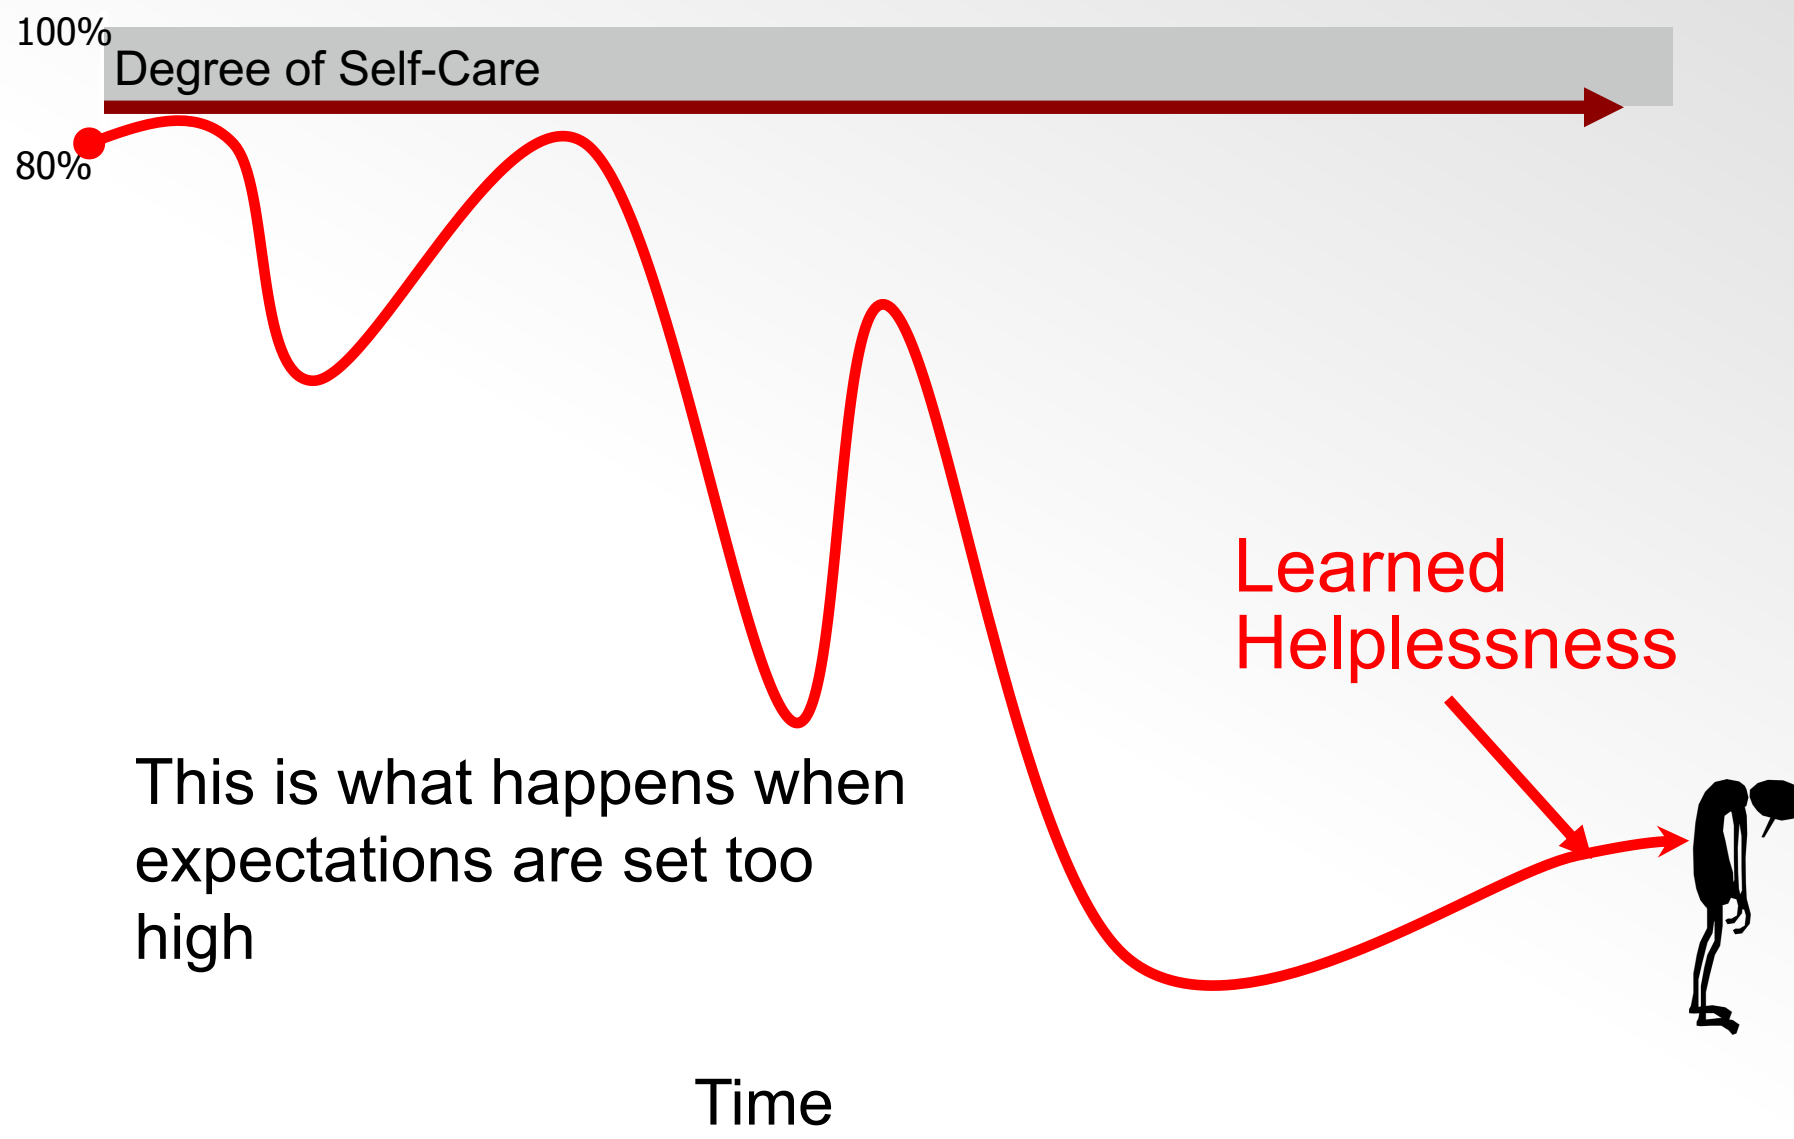 100%
Degree of Self-Care
80%
Learned
Helplessness
This is what happens when
expectations are set too
high
Time